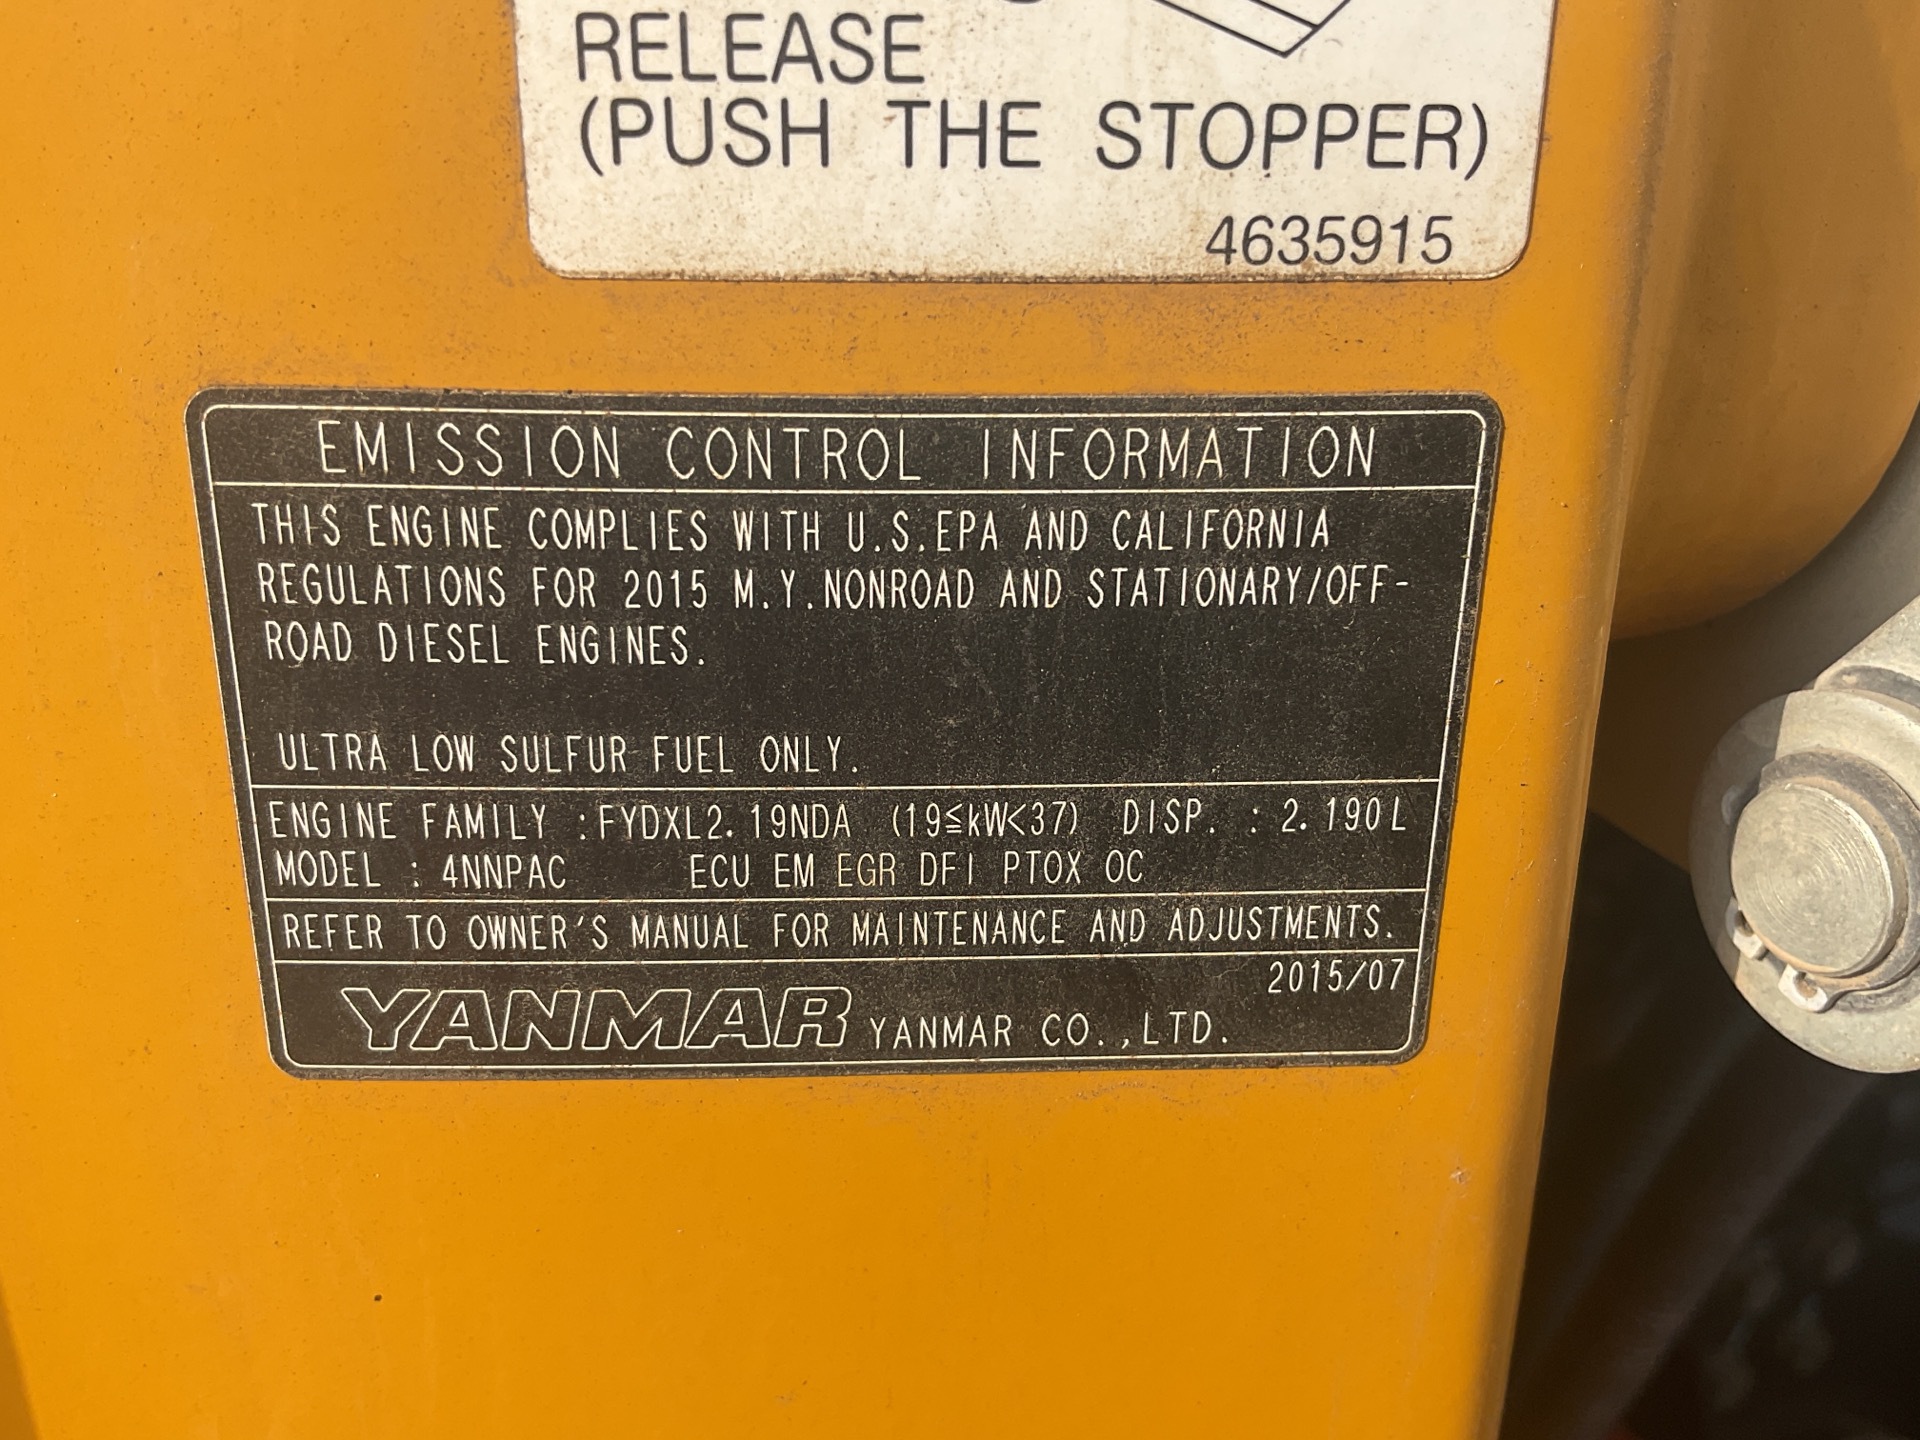 RELEASE
(PUSH THE STOPPER)
4635915
EMISSION CONTROL INFORMATION
THIS ENGINE COMPLIES WITH U.S.EPA AND CALIFORNIA
REGULATIONS FOR 2015 M.Y.NONROAD AND STATIONARY/OFF-
ROAD DIESEL ENGINES.
ULTRA LOW SULFUR FUEL ONLY.
ENGINE FAMILY :FYDXL2.19NDA (19≦kW<37) DISP. : 2.190L
MODEL : 4NNPAC ECU EM EGR DFI PTOX OC
REFER TO OWNER'S MANUAL FOR MAINTENANCE AND ADJUSTMENTS.
2015/07
YANMAR YANMAR CO.,LTD.